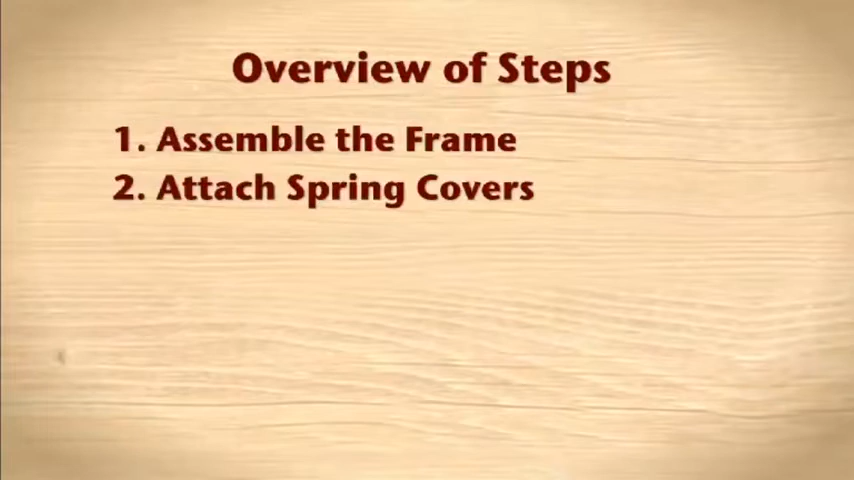 Overview of Steps
1. Assemble the Frame
2. Attach Spring Covers